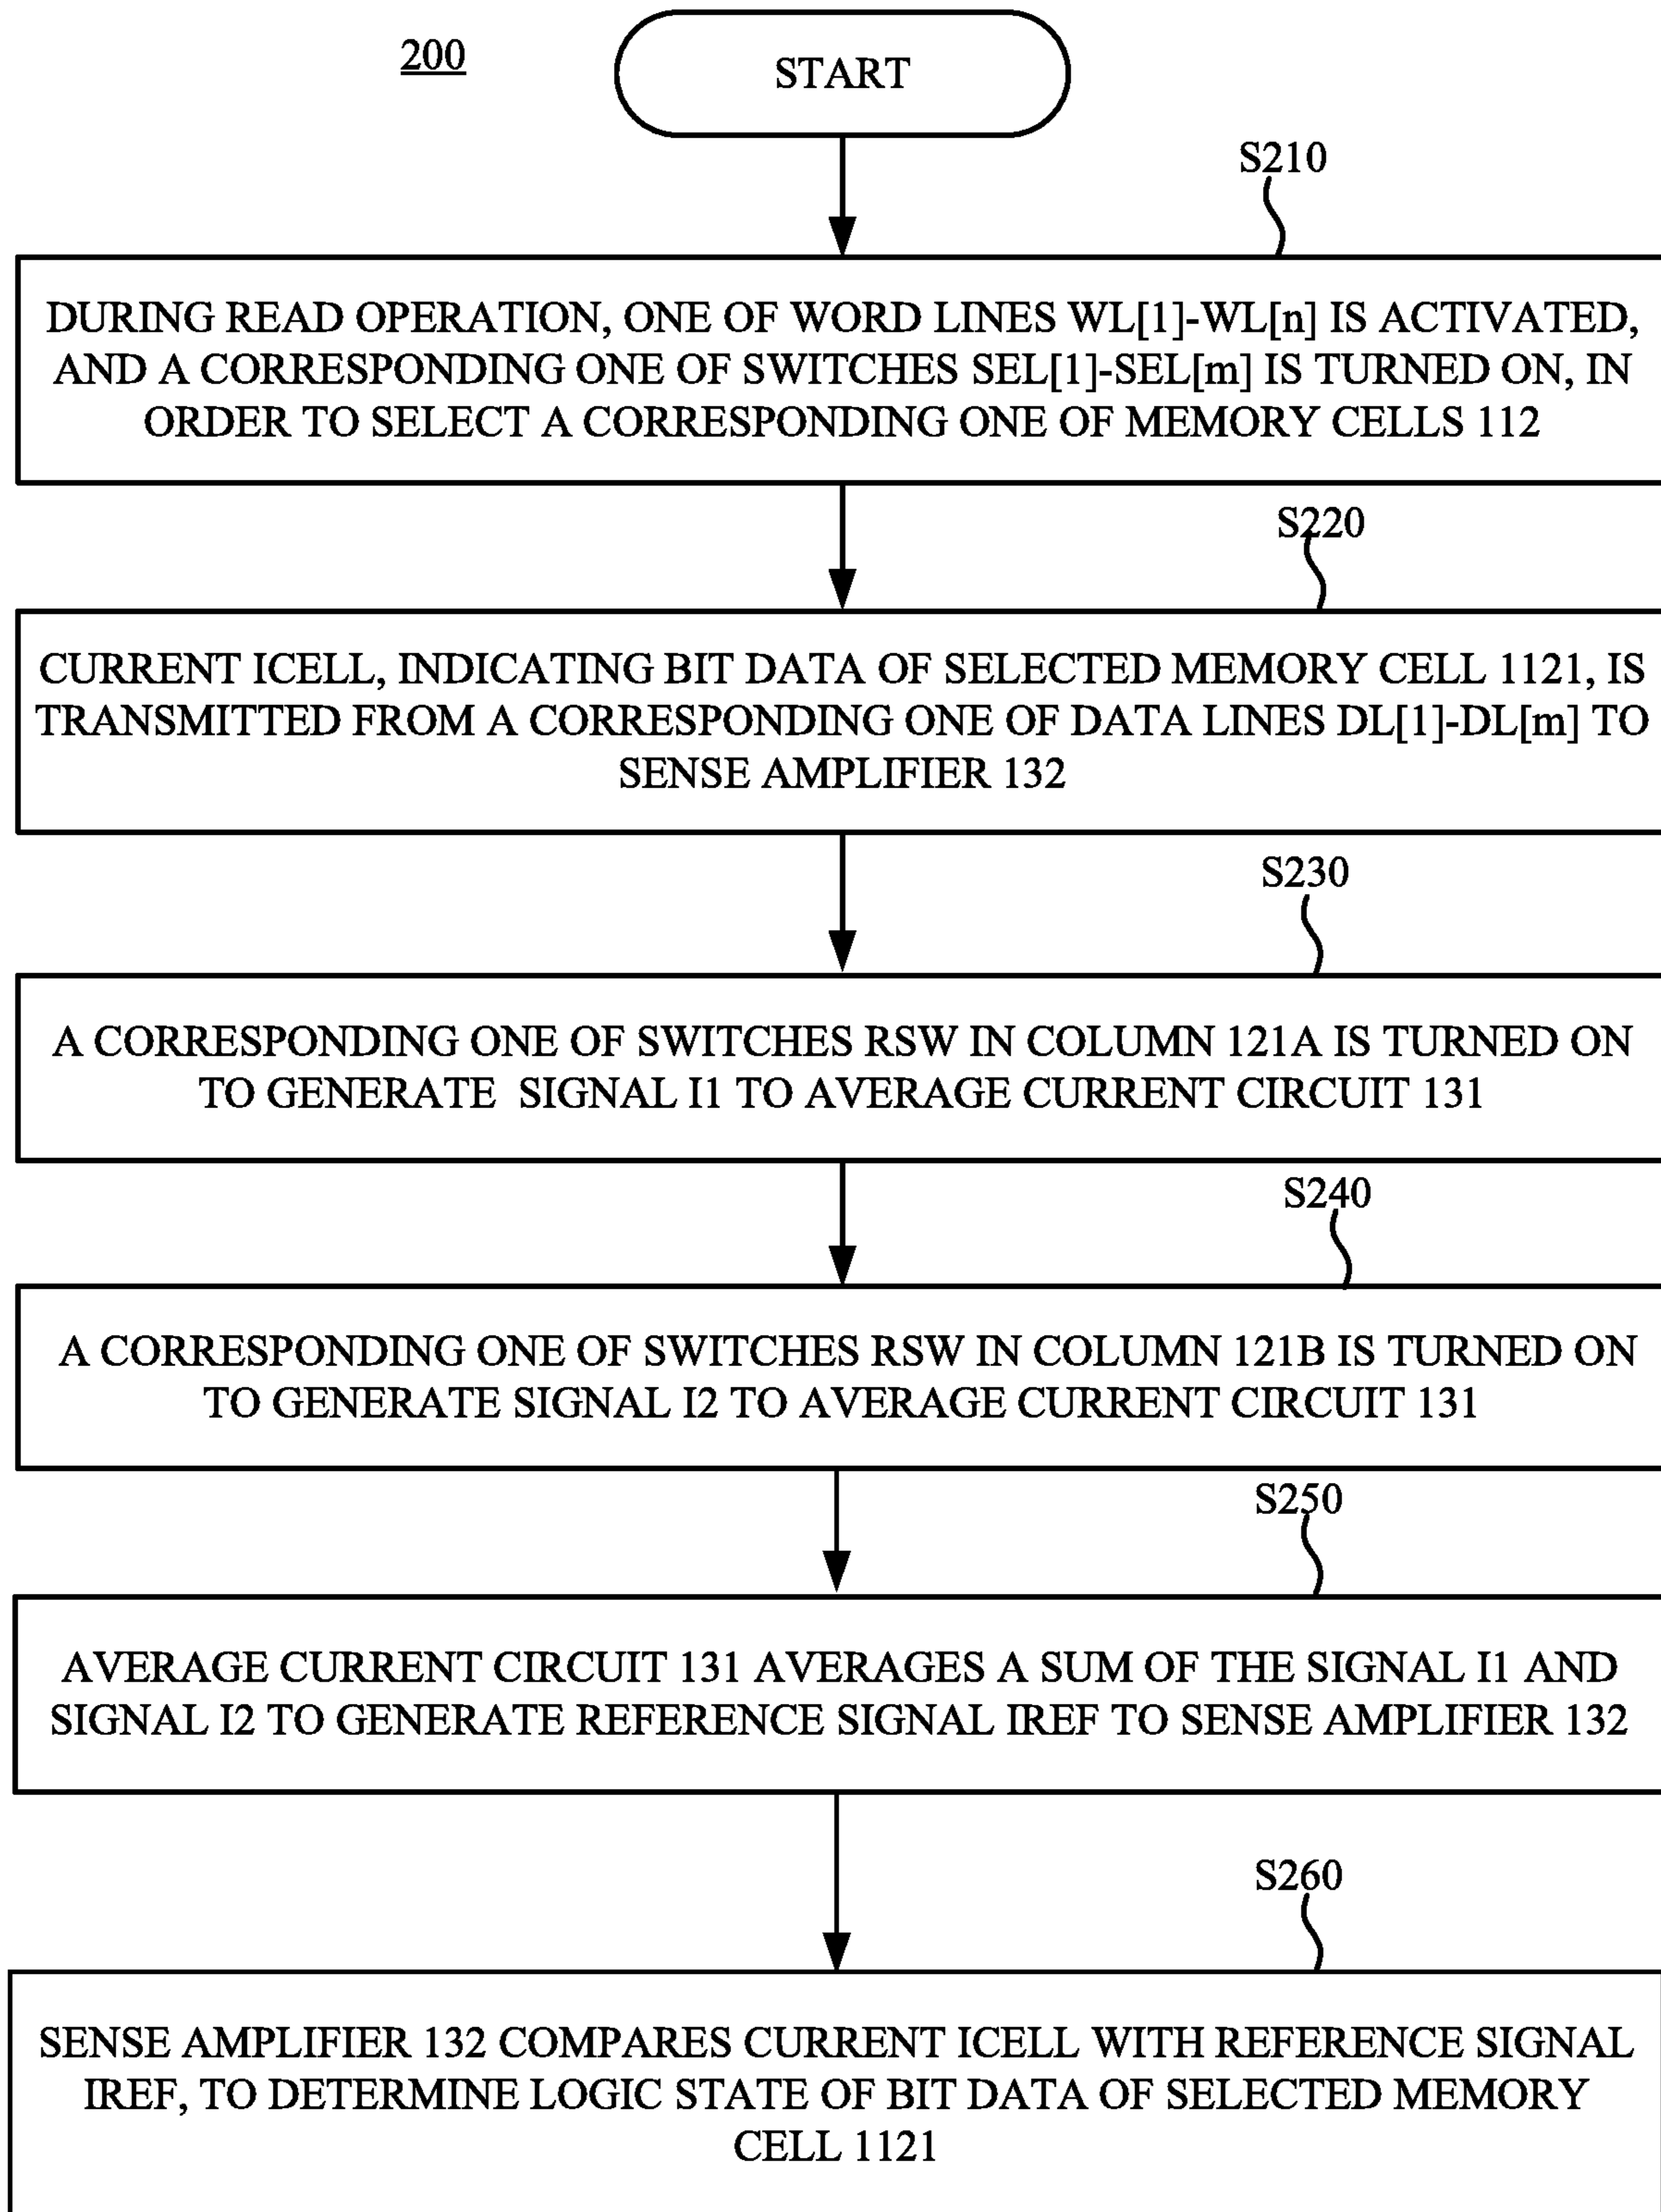 200
START
S210
DURING READ OPERATION, ONE OF WORD LINES WL[1]-WL[n] IS ACTIVATED,
AND A CORRESPONDING ONE OF SWITCHES SEL[1]-SEL[m] IS TURNED ON, IN
ORDER TO SELECT A CORRESPONDING ONE OF MEMORY CELLS 112
S220
CURRENT ICELL, INDICATING BIT DATA OF SELECTED MEMORY CELL 1121, IS
TRANSMITTED FROM A CORRESPONDING ONE OF DATA LINES DL[1]-DL[m] TO
SENSE AMPLIFIER 132
S230
A CORRESPONDING ONE OF SWITCHES RSW IN COLUMN 121A IS TURNED ON
TO GENERATE SIGNAL I1 TO AVERAGE CURRENT CIRCUIT 131
S240
A CORRESPONDING ONE OF SWITCHES RSW IN COLUMN 121B IS TURNED ON
TO GENERATE SIGNAL I2 TO AVERAGE CURRENT CIRCUIT 131
S250
AVERAGE CURRENT CIRCUIT 131 AVERAGES A SUM OF THE SIGNAL I1 AND
SIGNAL I2 TO GENERATE REFERENCE SIGNAL IREF TO SENSE AMPLIFIER 132
S260
SENSE AMPLIFIER 132 COMPARES CURRENT ICELL WITH REFERENCE SIGNAL
IREF, TO DETERMINE LOGIC STATE OF BIT DATA OF SELECTED MEMORY
CELL 1121